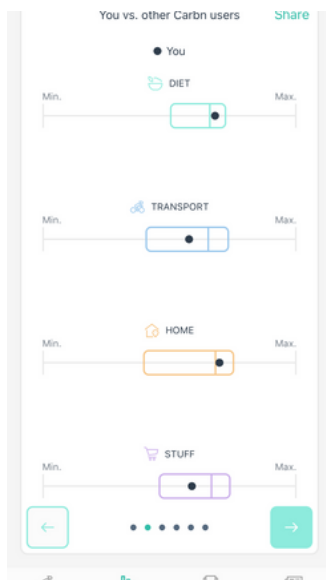 You vs. other Carbn users Share
You
DIET
Min. Max.
TRANSPORT
Min. Max.
HOME
Min. Max.
STUFF
Min. Max.